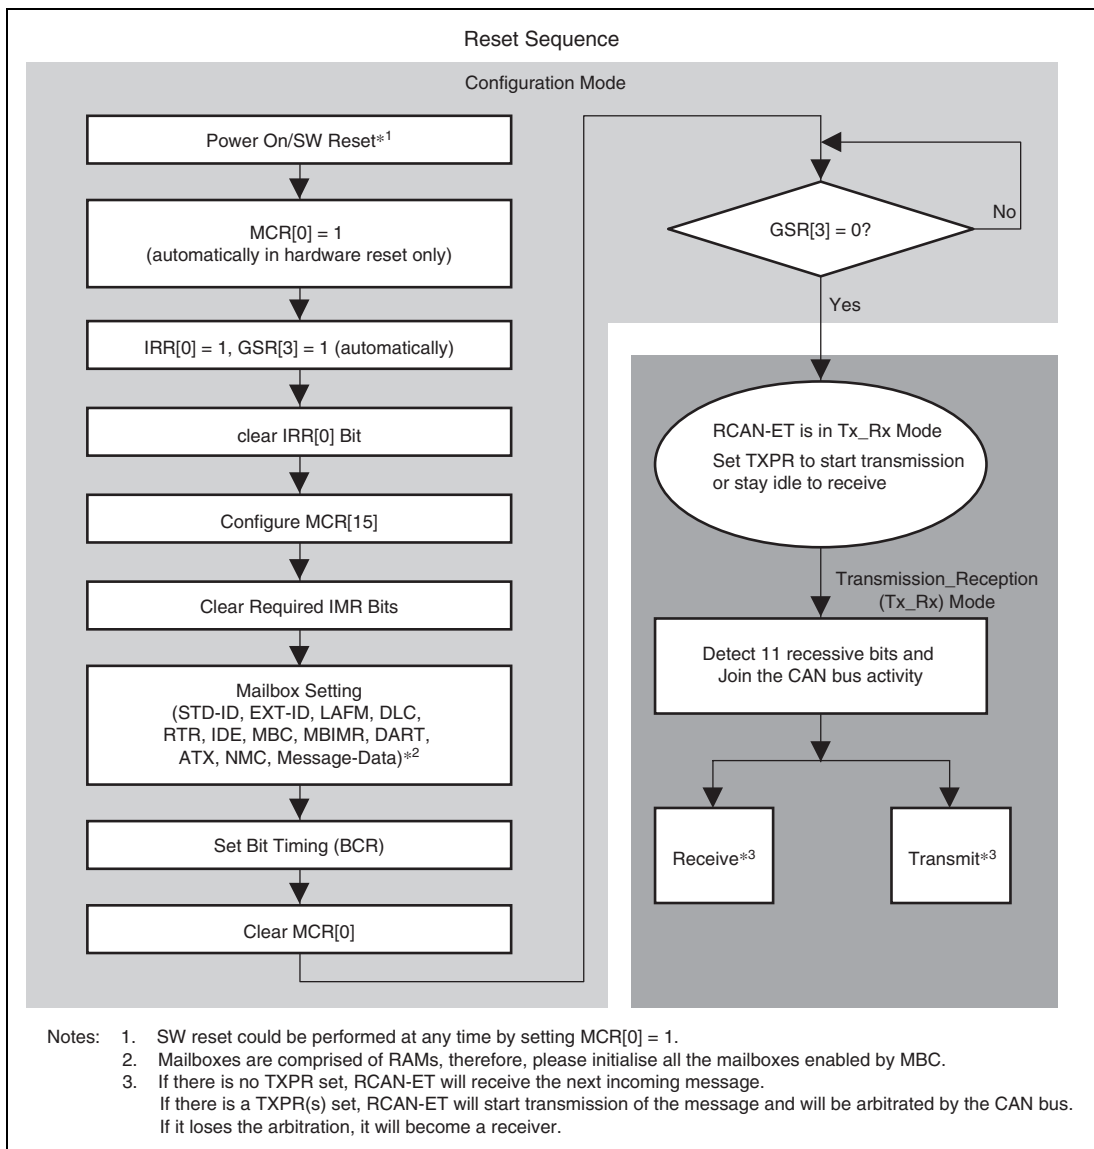 Reset Sequence
Configuration Mode
Power On/SW Reset*1
MCR[0] = 1
(automatically in hardware reset only)
IRR[0] = 1, GSR[3] = 1 (automatically)
clear IRR[0] Bit
Configure MCR[15]
Clear Required IMR Bits
Mailbox Setting
(STD-ID, EXT-ID, LAFM, DLC,
RTR, IDE, MBC, MBIMR, DART,
ATX, NMC, Message-Data)*2
Set Bit Timing (BCR)
Clear MCR[0]
GSR[3] = 0?
No
Yes
RCAN-ET is in Tx_Rx Mode
Set TXPR to start transmission
or stay idle to receive
Transmission_Reception
(Tx_Rx) Mode
Detect 11 recessive bits and
Join the CAN bus activity
Receive*3
Transmit*3
Notes: 1. SW reset could be performed at any time by setting MCR[0] = 1.
2. Mailboxes are comprised of RAMs, therefore, please initialise all the mailboxes enabled by MBC.
3. If there is no TXPR set, RCAN-ET will receive the next incoming message.
If there is a TXPR(s) set, RCAN-ET will start transmission of the message and will be arbitrated by the CAN bus.
If it loses the arbitration, it will become a receiver.